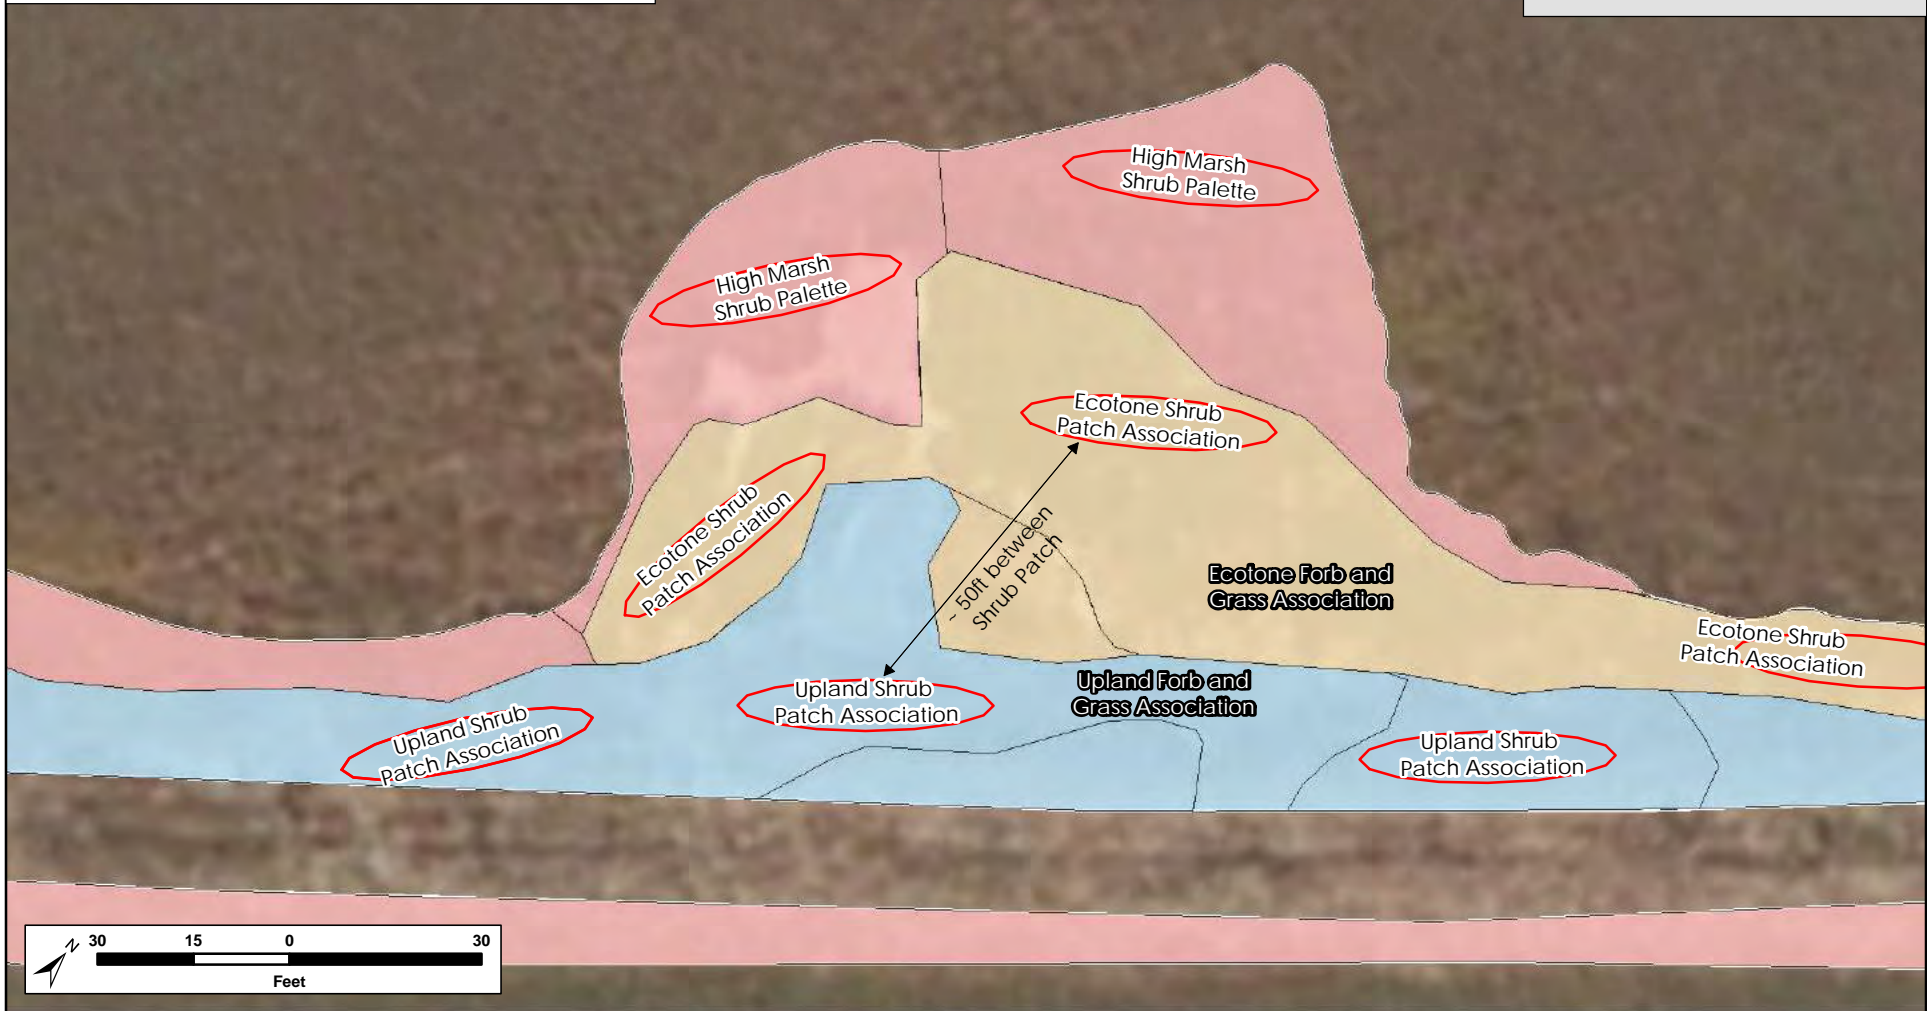 High Marsh
Shrub Palette
High Marsh
Shrub Palette
Ecotone Shrub
Patch Association
Ecotone Shrub
Patch Association
~ 50ft between
Shrub Patch
Ecotone Forb and
Grass Association
Ecotone Shrub
Patch Association
Upland Forb and
Grass Association
Upland Shrub
Patch Association
Upland Shrub
Patch Association
Upland Shrub
Patch Association
N
30 15 0 30
Feet